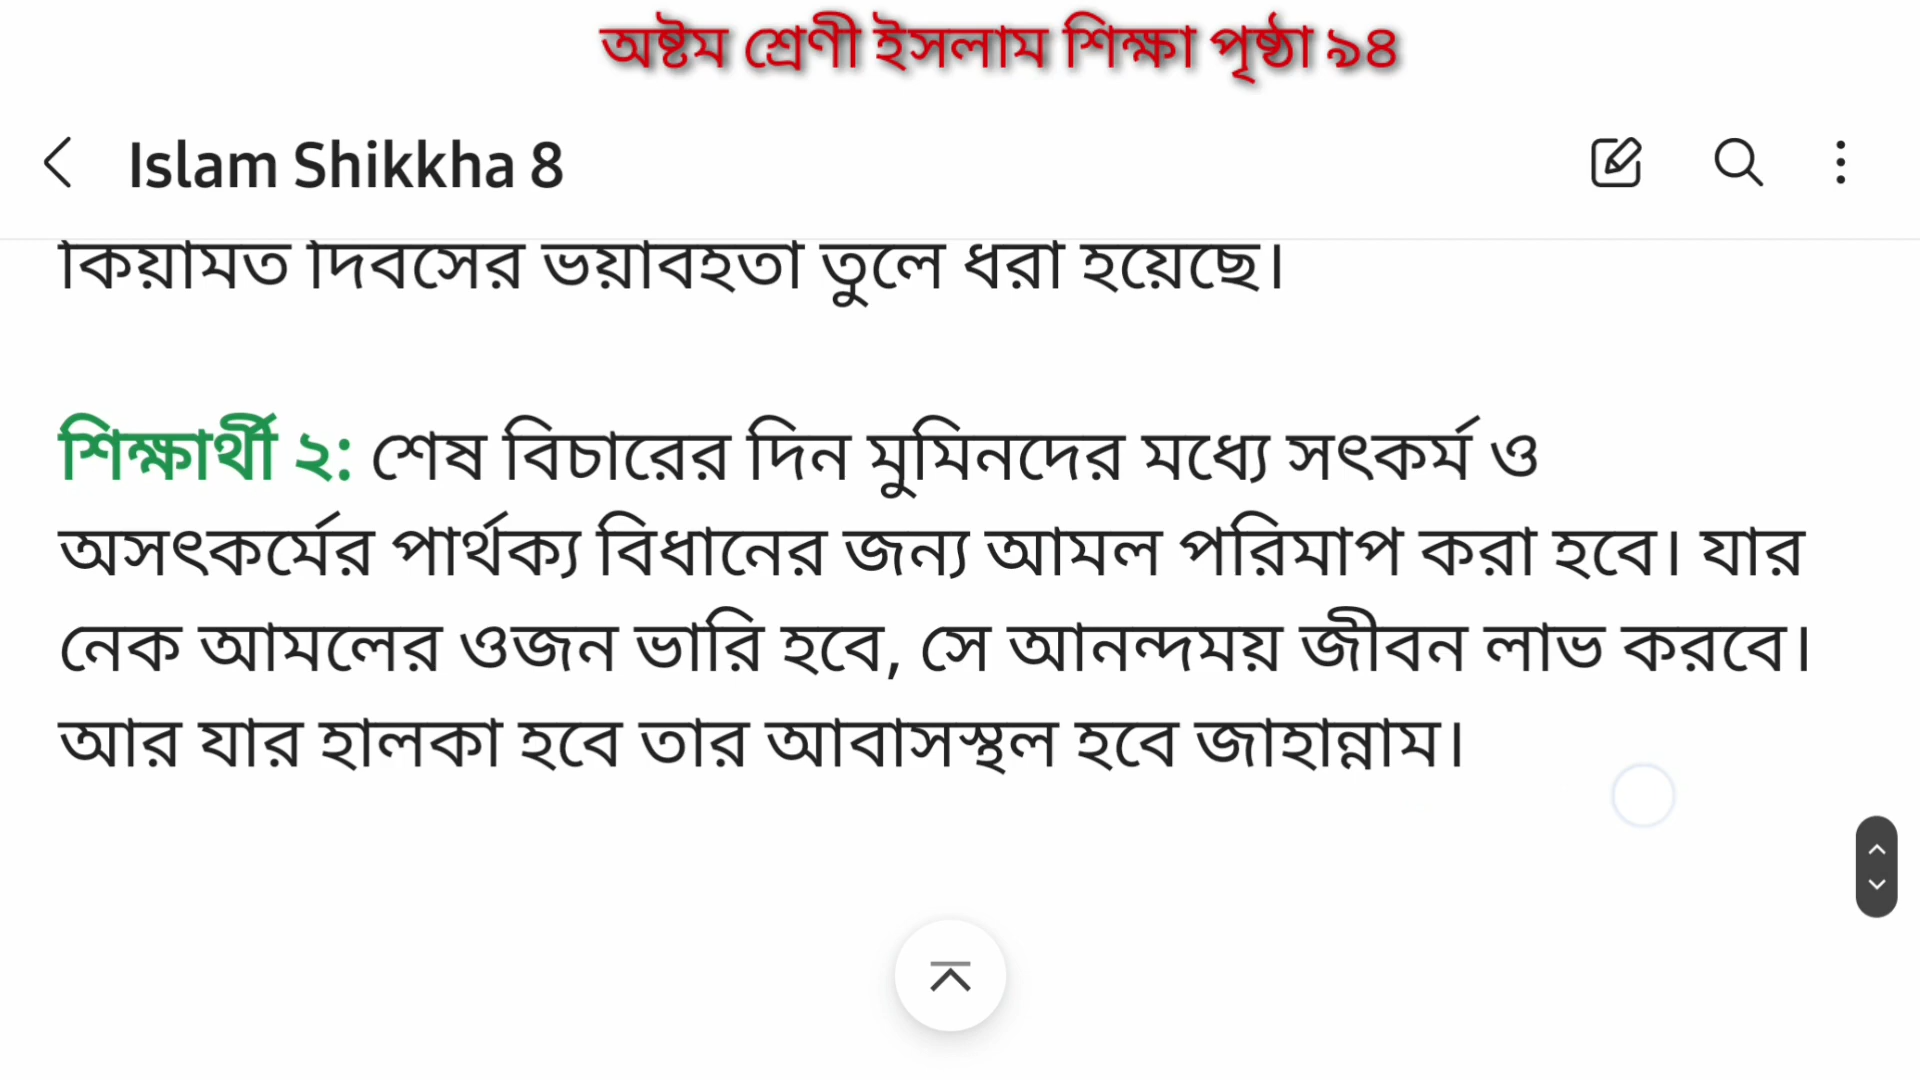 অষ্টম শ্রেণী ইসলাম শিক্ষা পৃষ্ঠা ৯৪
Islam Shikkha 8
কিয়ামত দিবসের ভয়াবহতা তুলে ধরা হয়েছে।
শিক্ষার্থী ২: শেষ বিচারের দিন মুমিনদের মধ্যে সৎকর্ম ও
অসৎকর্মের পার্থক্য বিধানের জন্য আমল পরিমাপ করা হবে। যার
নেক আমলের ওজন ভারি হবে, সে আনন্দময় জীবন লাভ করবে।
আর যার হালকা হবে তার আবাসস্থল হবে জাহান্নাম।